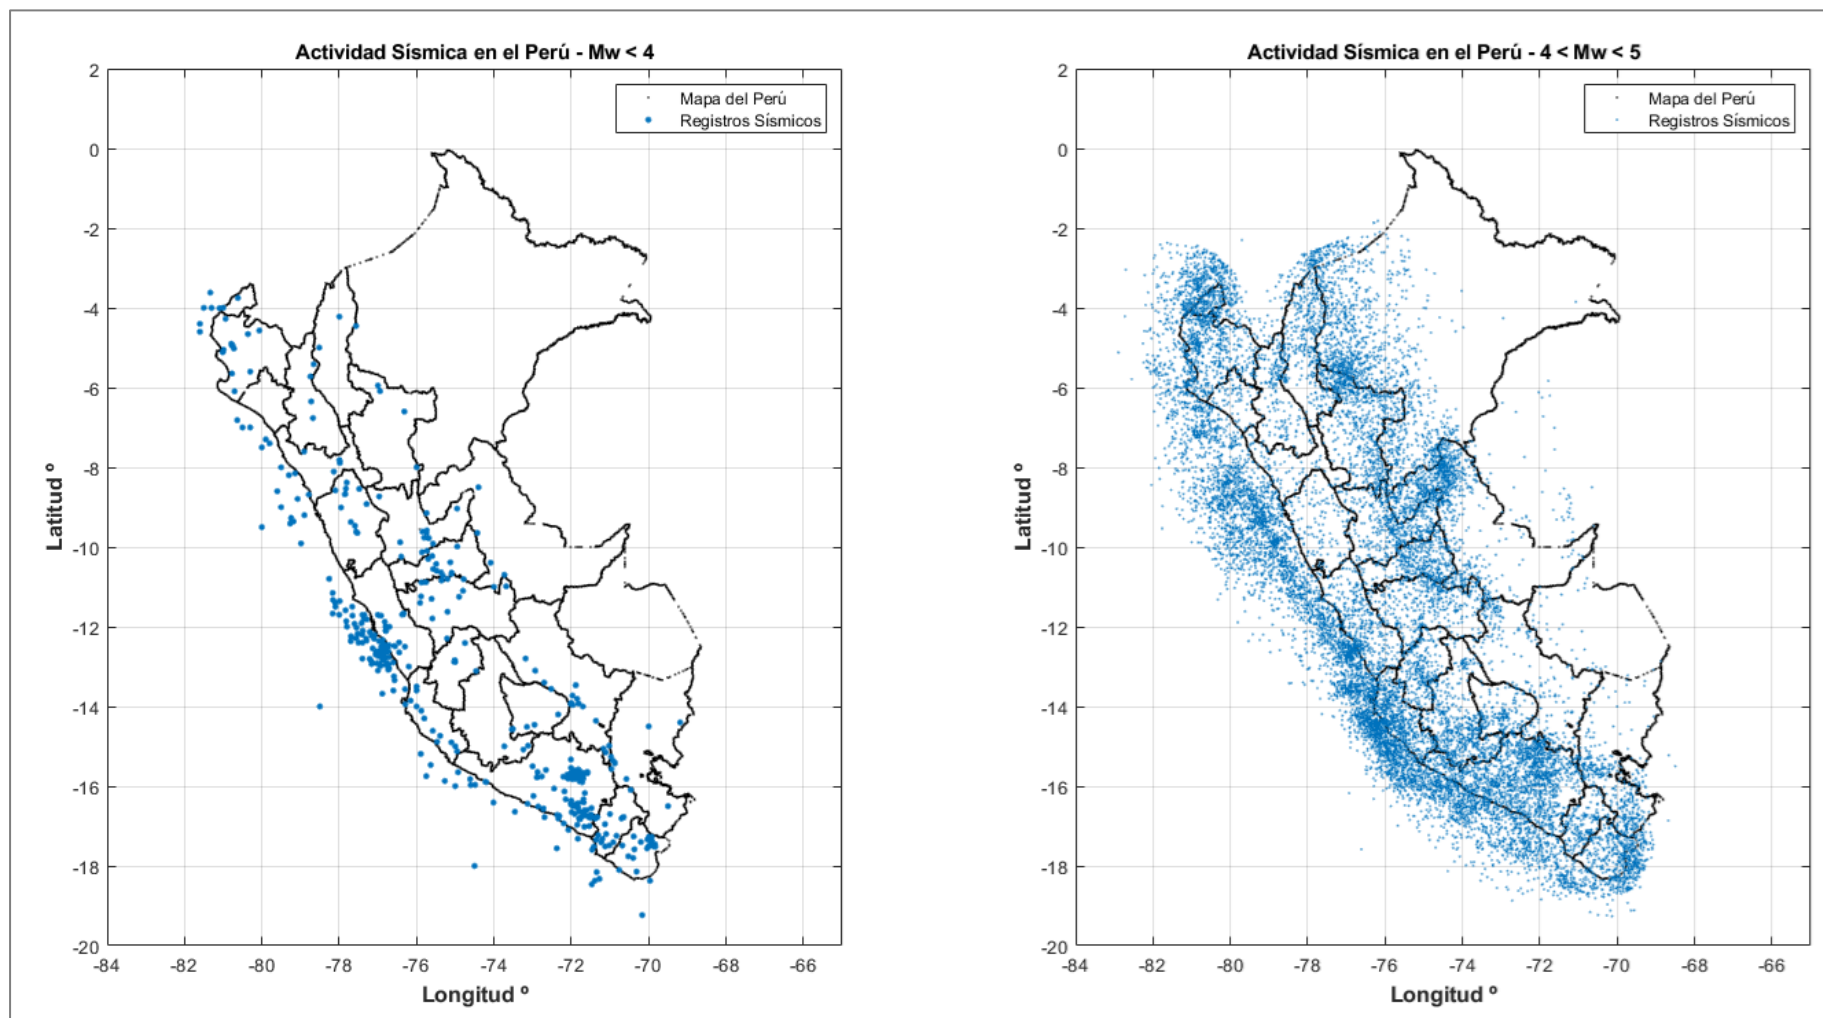 Actividad Sísmica en el Perú - Mw < 4
Mapa del Perú
Registros Sísmicos
2
0
-2
-4
-6
-8
-10
-12
-14
-16
-18
-20
Latitud º
-84 -82 -80 -78 -76 -74 -72 -70 -68 -66
Longitud º
Actividad Sísmica en el Perú - 4 < Mw < 5
Mapa del Perú
Registros Sísmicos
2
0
-2
-4
-6
-8
-10
-12
-14
-16
-18
-20
Latitud º
-84 -82 -80 -78 -76 -74 -72 -70 -68 -66
Longitud º